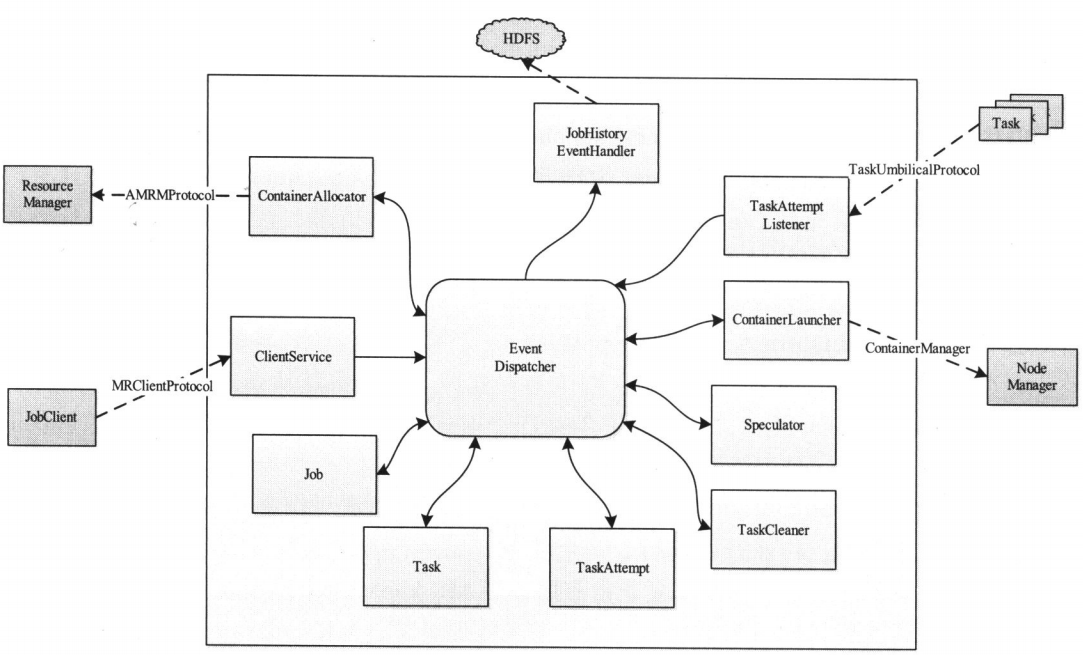 HDFS
JobHistory
EventHandler
Task
TaskUmbilicalProtocol
Resource
Manager
AMRMProtocol
ContainerAllocator
TaskAttempt
Listener
ContainerLauncher
ContainerManager
Node
Manager
Event
Dispatcher
ClientService
MRClientProtocol
JobClient
Speculator
Job
TaskCleaner
Task
TaskAttempt